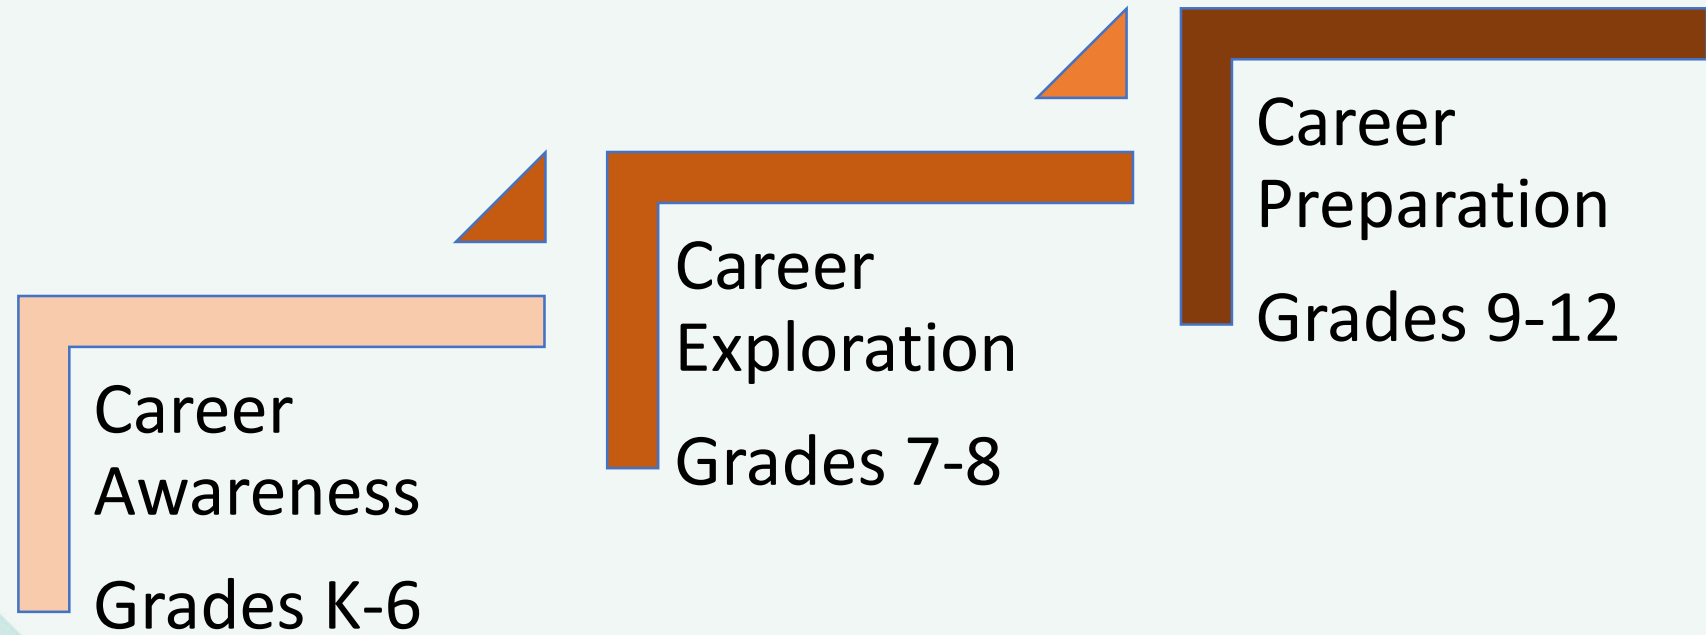 Career
Awareness
Grades K-6
Career
Exploration
Grades 7-8
Career
Preparation
Grades 9-12